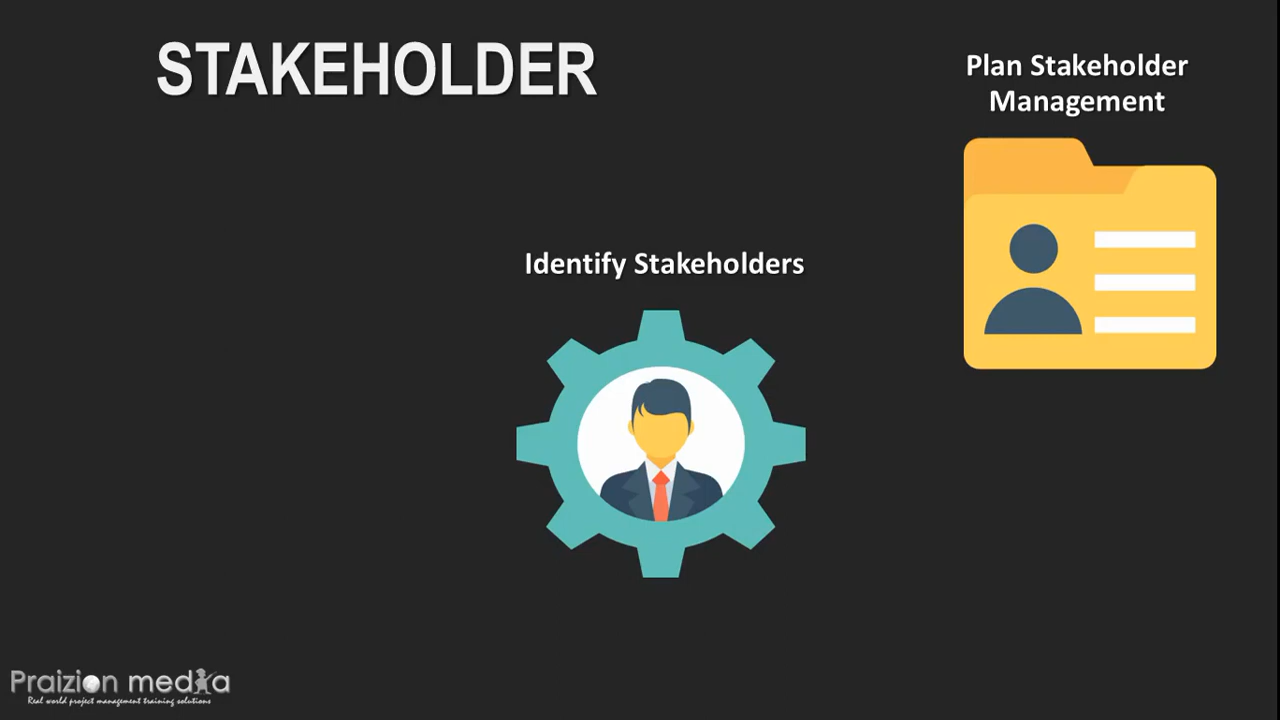 STAKEHOLDER
Plan Stakeholder
Management
Identify Stakeholders
Praizion media
Real world project management training solutions